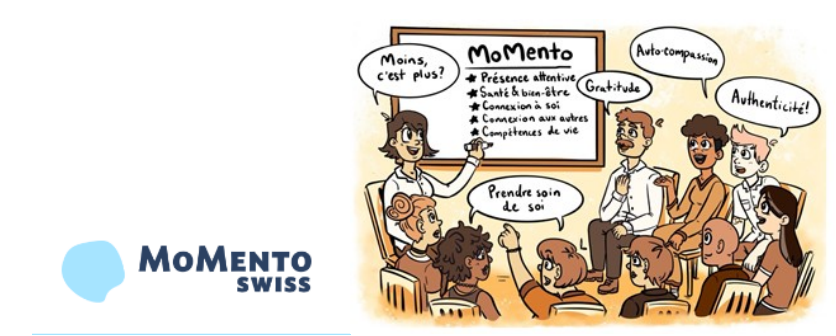 MoMento
★ Présence attentive
★ Santé & bien-être
★ Connexion à soi
★ Connexion aux autres
★ Compétences de vie
Moins,
c'est plus?
Gratitude
Auto-compassion
Authenticité!
Prendre soin
de soi
MOMENTO
SWISS